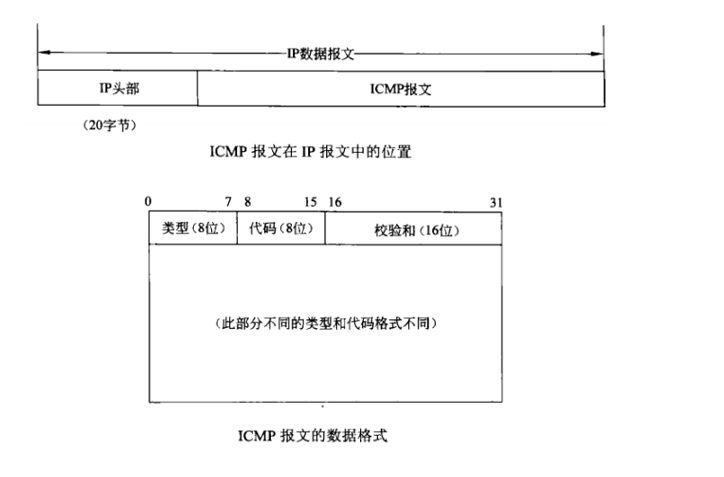 IP数据报文
IP头部 ICMP报文
(20字节)
ICMP 报文在 IP 报文中的位置
0 7 8 15 16 31
类型(8位) 代码(8位) 校验和(16位)
(此部分不同的类型和代码格式不同)
ICMP 报文的数据格式